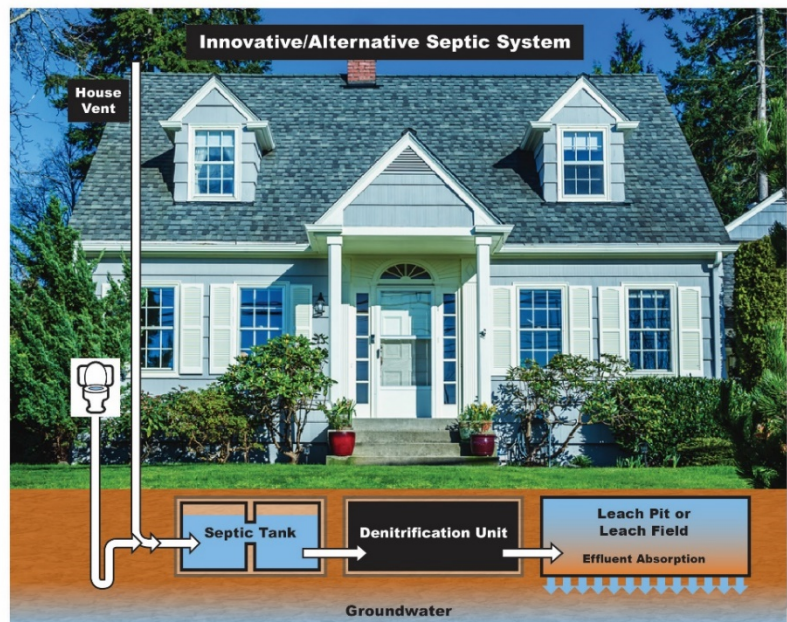 Innovative/Alternative Septic System
House
Vent
Septic Tank
Denitrification Unit
Leach Pit or
Leach Field
Effluent Absorption
Groundwater